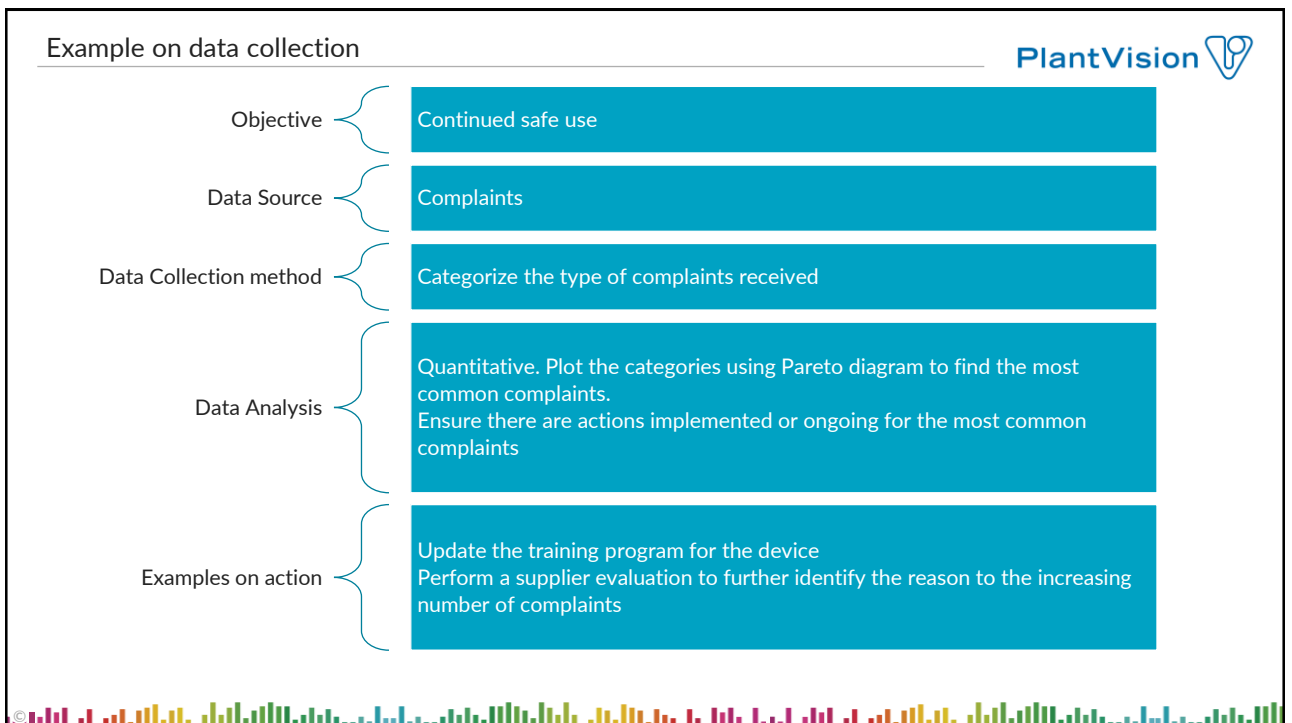 Example on data collection
PlantVision
Objective
Continued safe use
Data Source
Complaints
Data Collection method
Categorize the type of complaints received
Data Analysis
Quantitative. Plot the categories using Pareto diagram to find the most
common complaints.
Ensure there are actions implemented or ongoing for the most common
complaints
Examples on action
Update the training program for the device
Perform a supplier evaluation to further identify the reason to the increasing
number of complaints
©